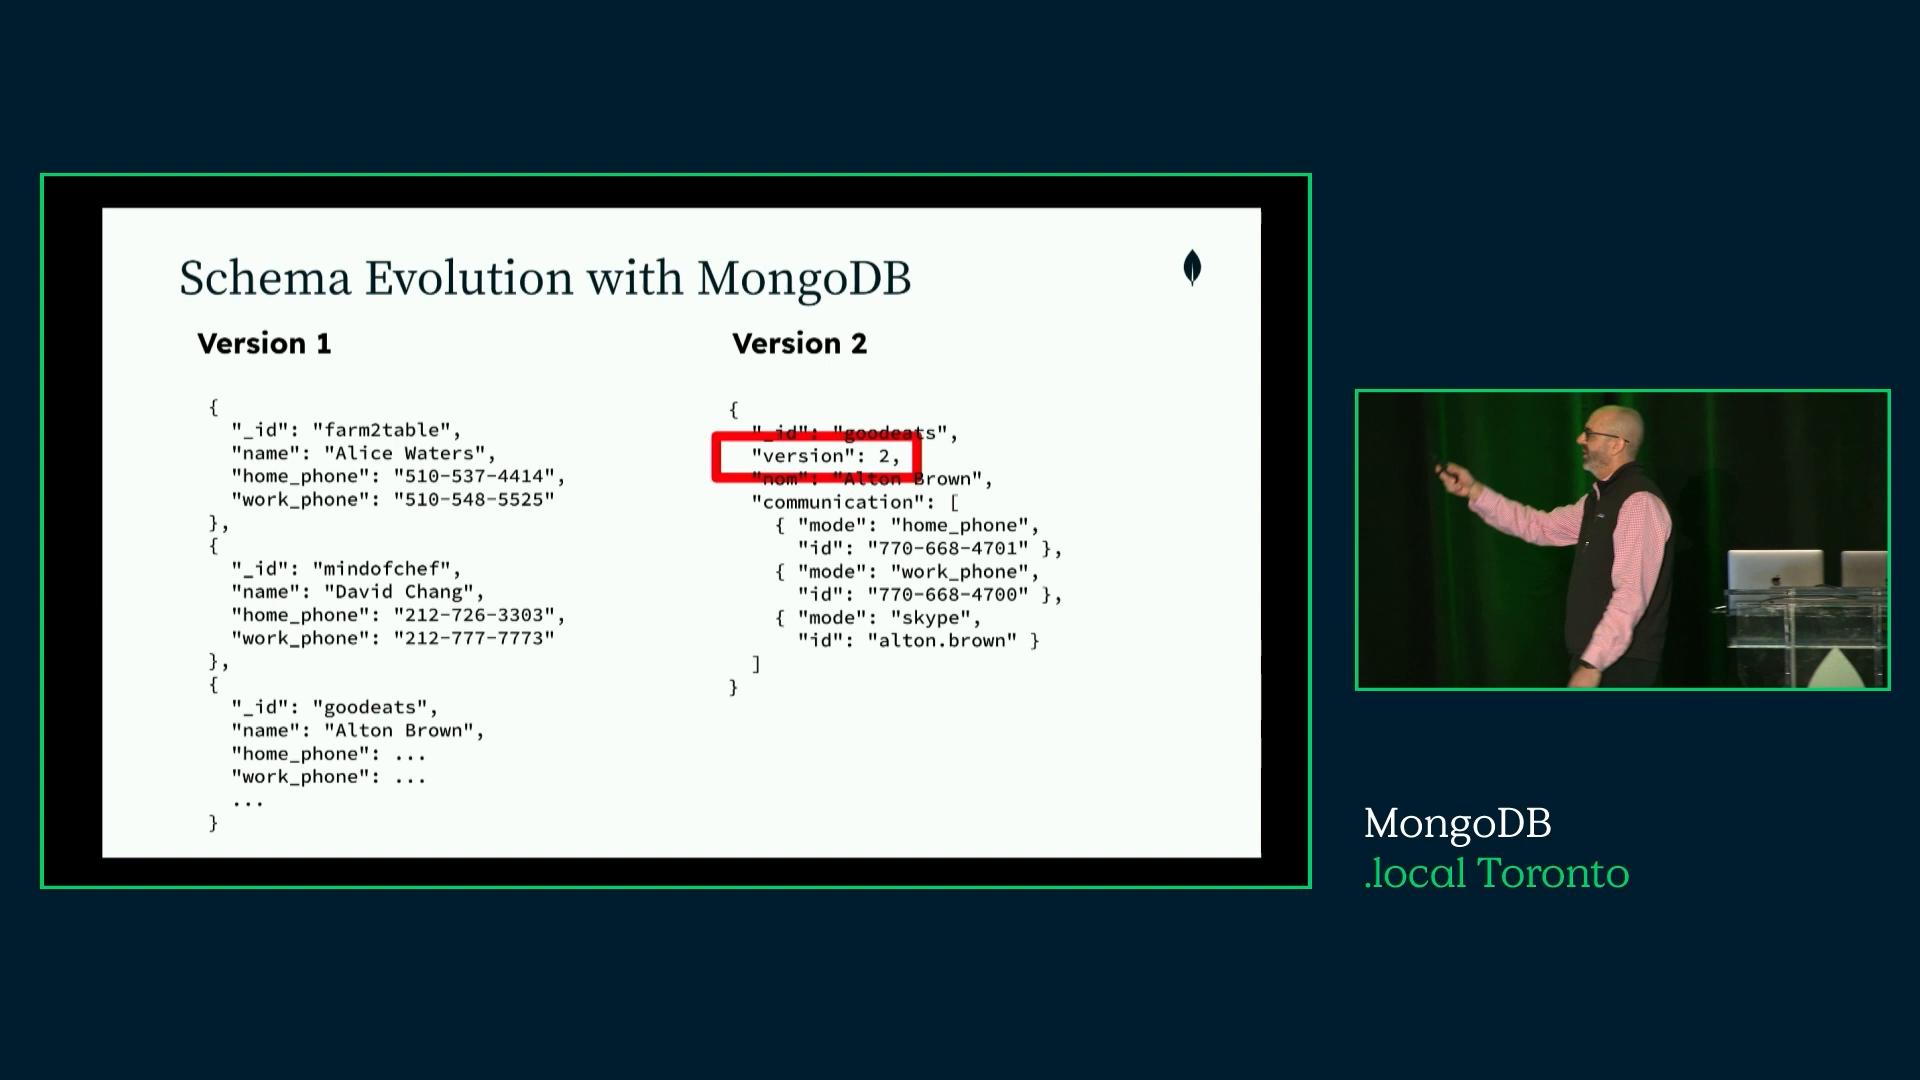 Schema Evolution with MongoDB
Version 1
{
"_id": "farm2table",
"name": "Alice Waters",
"home_phone": "510-537-4414",
"work_phone": "510-548-5525"
},
{
"_id": "mindofchef",
"name": "David Chang",
"home_phone": "212-726-3303",
"work_phone": "212-777-7773"
},
{
"_id": "goodeats",
"name": "Alton Brown",
"home_phone": ...
"work_phone": ...
...
}
Version 2
{
"_id": "goodeats",
"version": 2,
"nom": "Alton Brown",
"communication": [
{ "mode": "home_phone",
"id": "770-668-4701" },
{ "mode": "work_phone",
"id": "770-668-4700" },
{ "mode": "skype",
"id": "alton.brown" }
]
}
MongoDB
.local Toronto